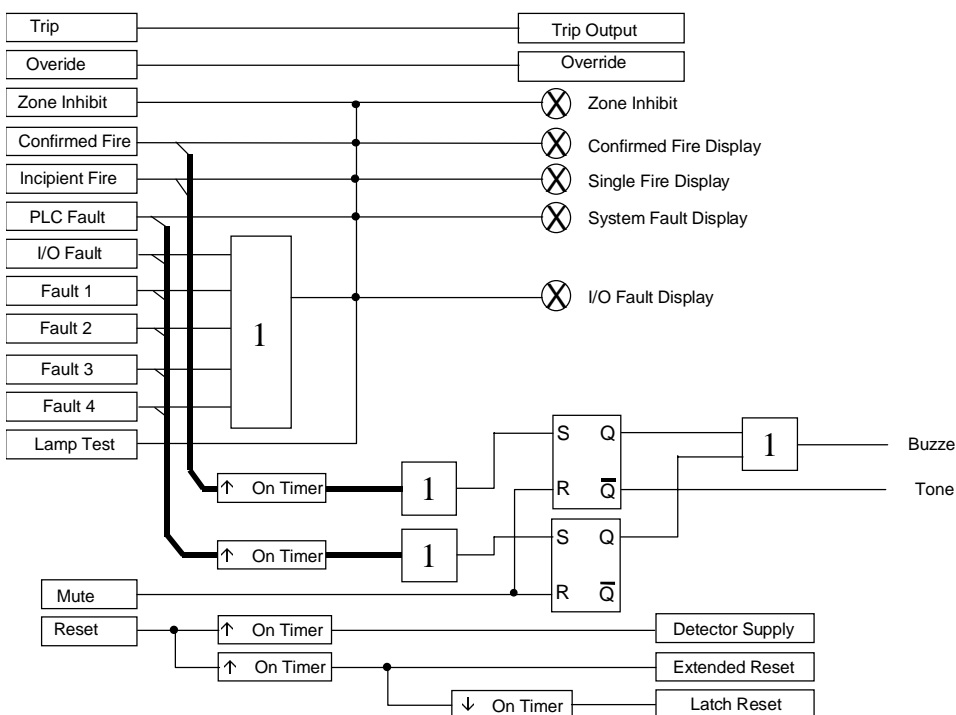 Trip
Trip Output
Overide
Override
Zone Inhibit
Zone Inhibit
Confirmed Fire
Confirmed Fire Display
Incipient Fire
Single Fire Display
PLC Fault
System Fault Display
I/O Fault
Fault 1
I/O Fault Display
Fault 2
1
Fault 3
Fault 4
Lamp Test
S Q
1
Buzze
↑ On Timer
1
R Q̅
Tone
↑ On Timer
1
S Q
Mute
R Q̅
Reset
↑ On Timer
Detector Supply
↑ On Timer
Extended Reset
↓ On Timer
Latch Reset